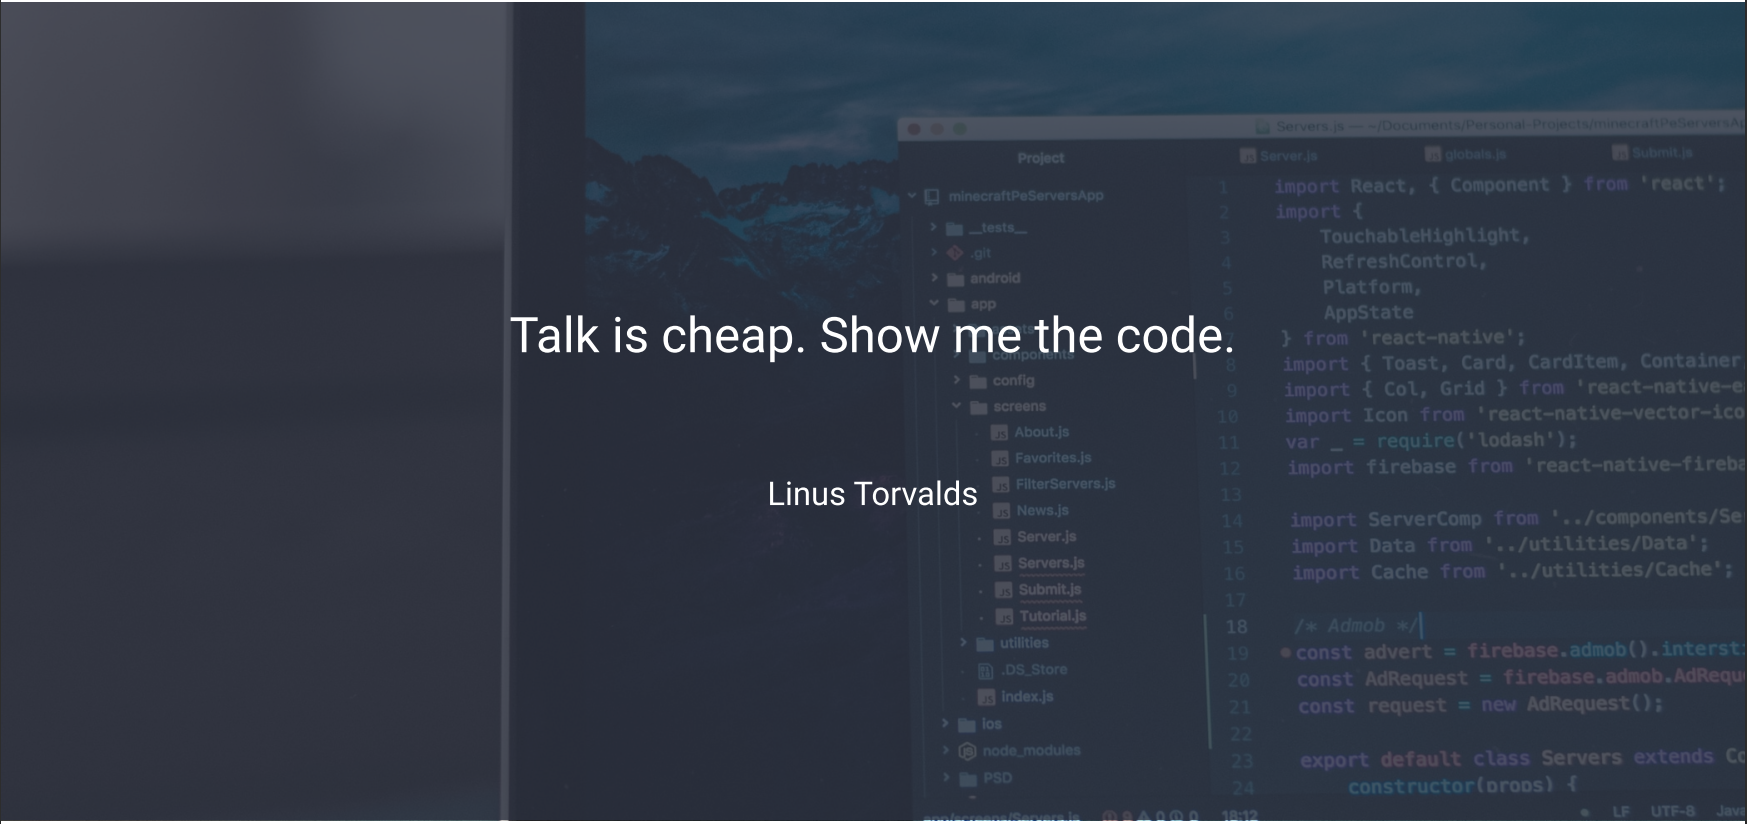 Talk is cheap. Show me the code.
Linus Torvalds
Servers.js — ~/Documents/Personal-Projects/minecraftPeServersAp
Project
Server.js
globals.js
Submit.js
minecraftPeServersApp
__tests__
.git
android
app
components
config
screens
About.js
Favorites.js
FilterServers.js
News.js
Server.js
Servers.js
Submit.js
Tutorial.js
utilities
.DS_Store
index.js
ios
node_modules
PSD
1 import React, { Component } from 'react';
2 import {
3 TouchableHighlight,
4 RefreshControl,
5 Platform,
6 AppState
7 } from 'react-native';
8 import { Toast, Card, CardItem, Container,
9 import { Col, Grid } from 'react-native-e
10 import Icon from 'react-native-vector-ico
11 var _ = require('lodash');
12 import firebase from 'react-native-fireba
13
14 import ServerComp from '../components/Se
15 import Data from '../utilities/Data';
16 import Cache from '../utilities/Cache';
17
18 /* Admob */
19 const advert = firebase.admob().intersti
20 const AdRequest = firebase.admob.AdRequ
21 const request = new AdRequest();
22
23 export default class Servers extends Co
24 constructor(props) {
app/screens/Servers.js 0 0 18:12
LF UTF-8 Java